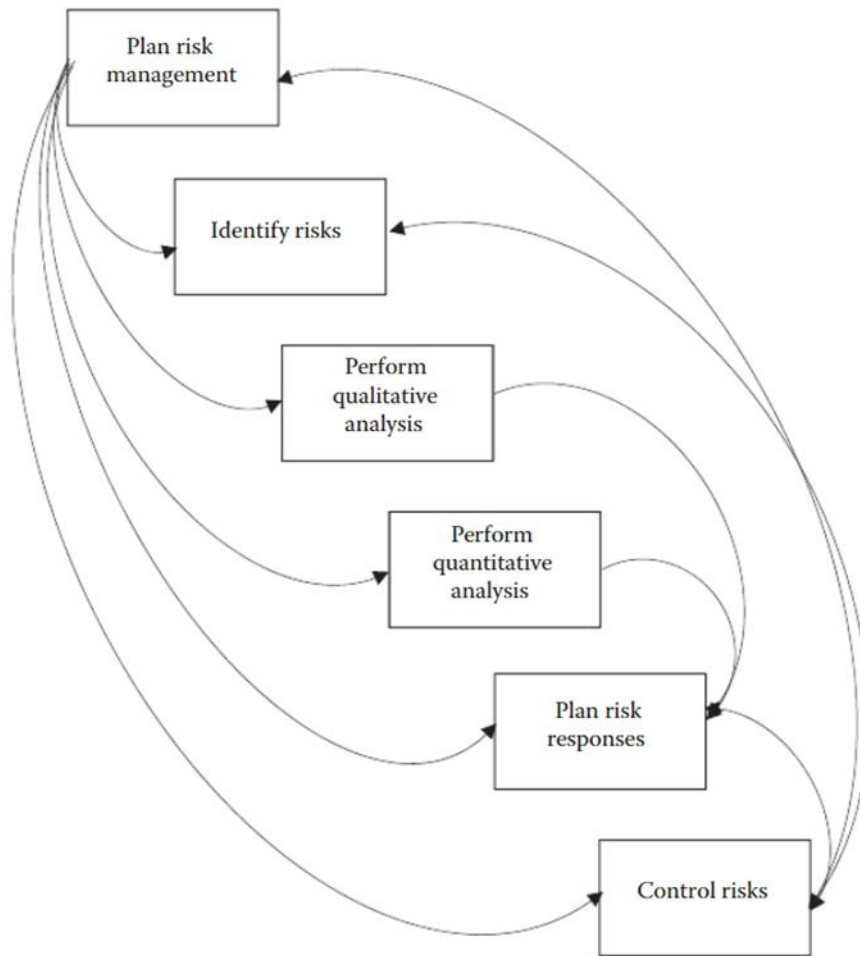 Plan risk
management
Identify risks
Perform
qualitative
analysis
Perform
quantitative
analysis
Plan risk
responses
Control risks